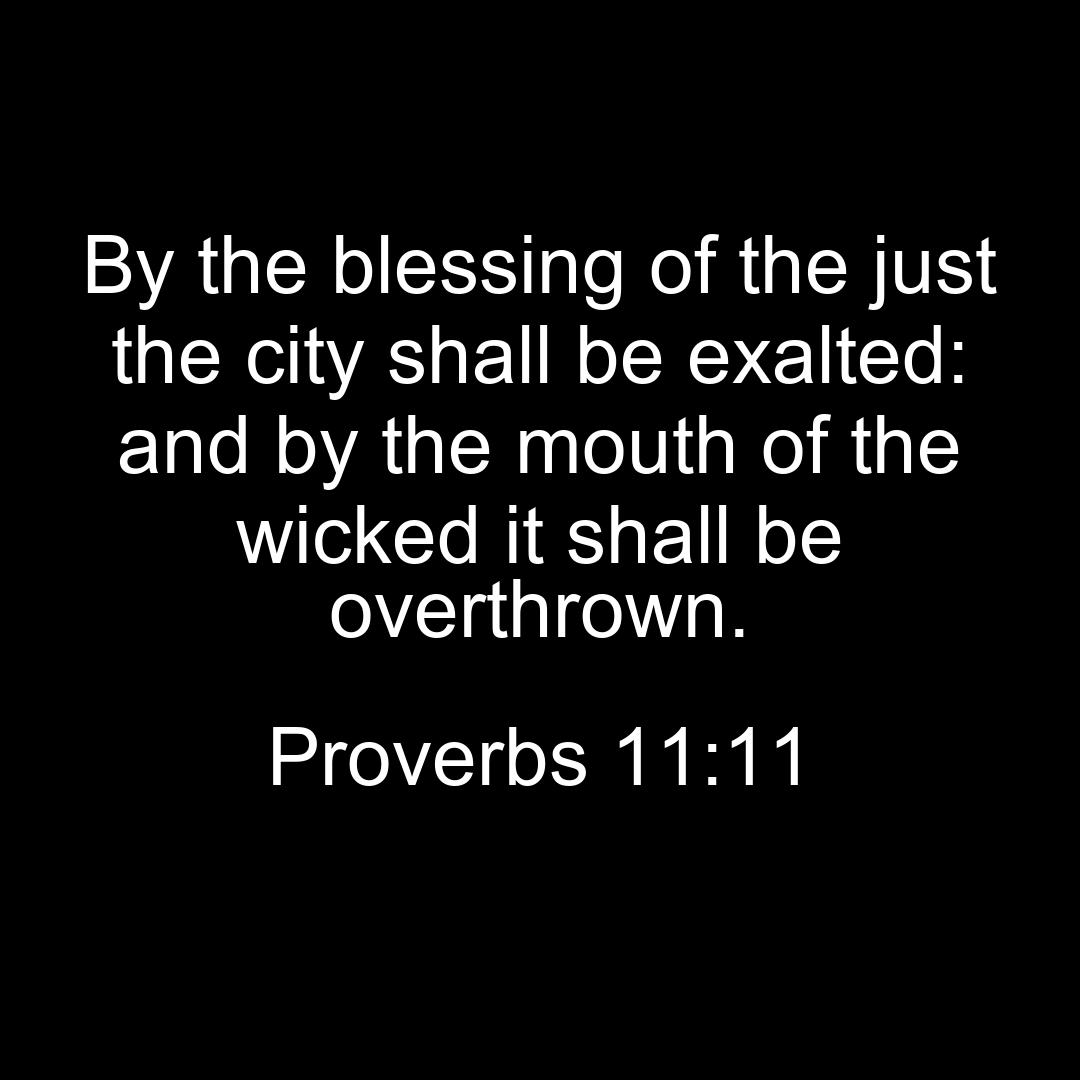 By the blessing of the just
the city shall be exalted:
and by the mouth of the
wicked it shall be
overthrown.
Proverbs 11:11